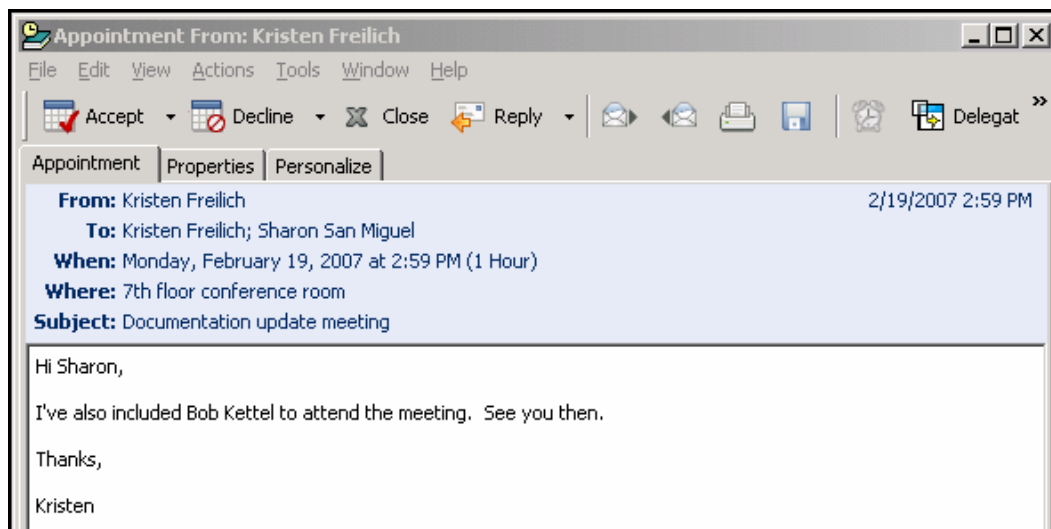 Appointment From: Kristen Freilich
File Edit View Actions Tools Window Help
Accept Decline Close Reply Delegat »
Appointment Properties Personalize
From: Kristen Freilich 2/19/2007 2:59 PM
To: Kristen Freilich; Sharon San Miguel
When: Monday, February 19, 2007 at 2:59 PM (1 Hour)
Where: 7th floor conference room
Subject: Documentation update meeting
Hi Sharon,
I've also included Bob Kettel to attend the meeting.  See you then.
Thanks,
Kristen